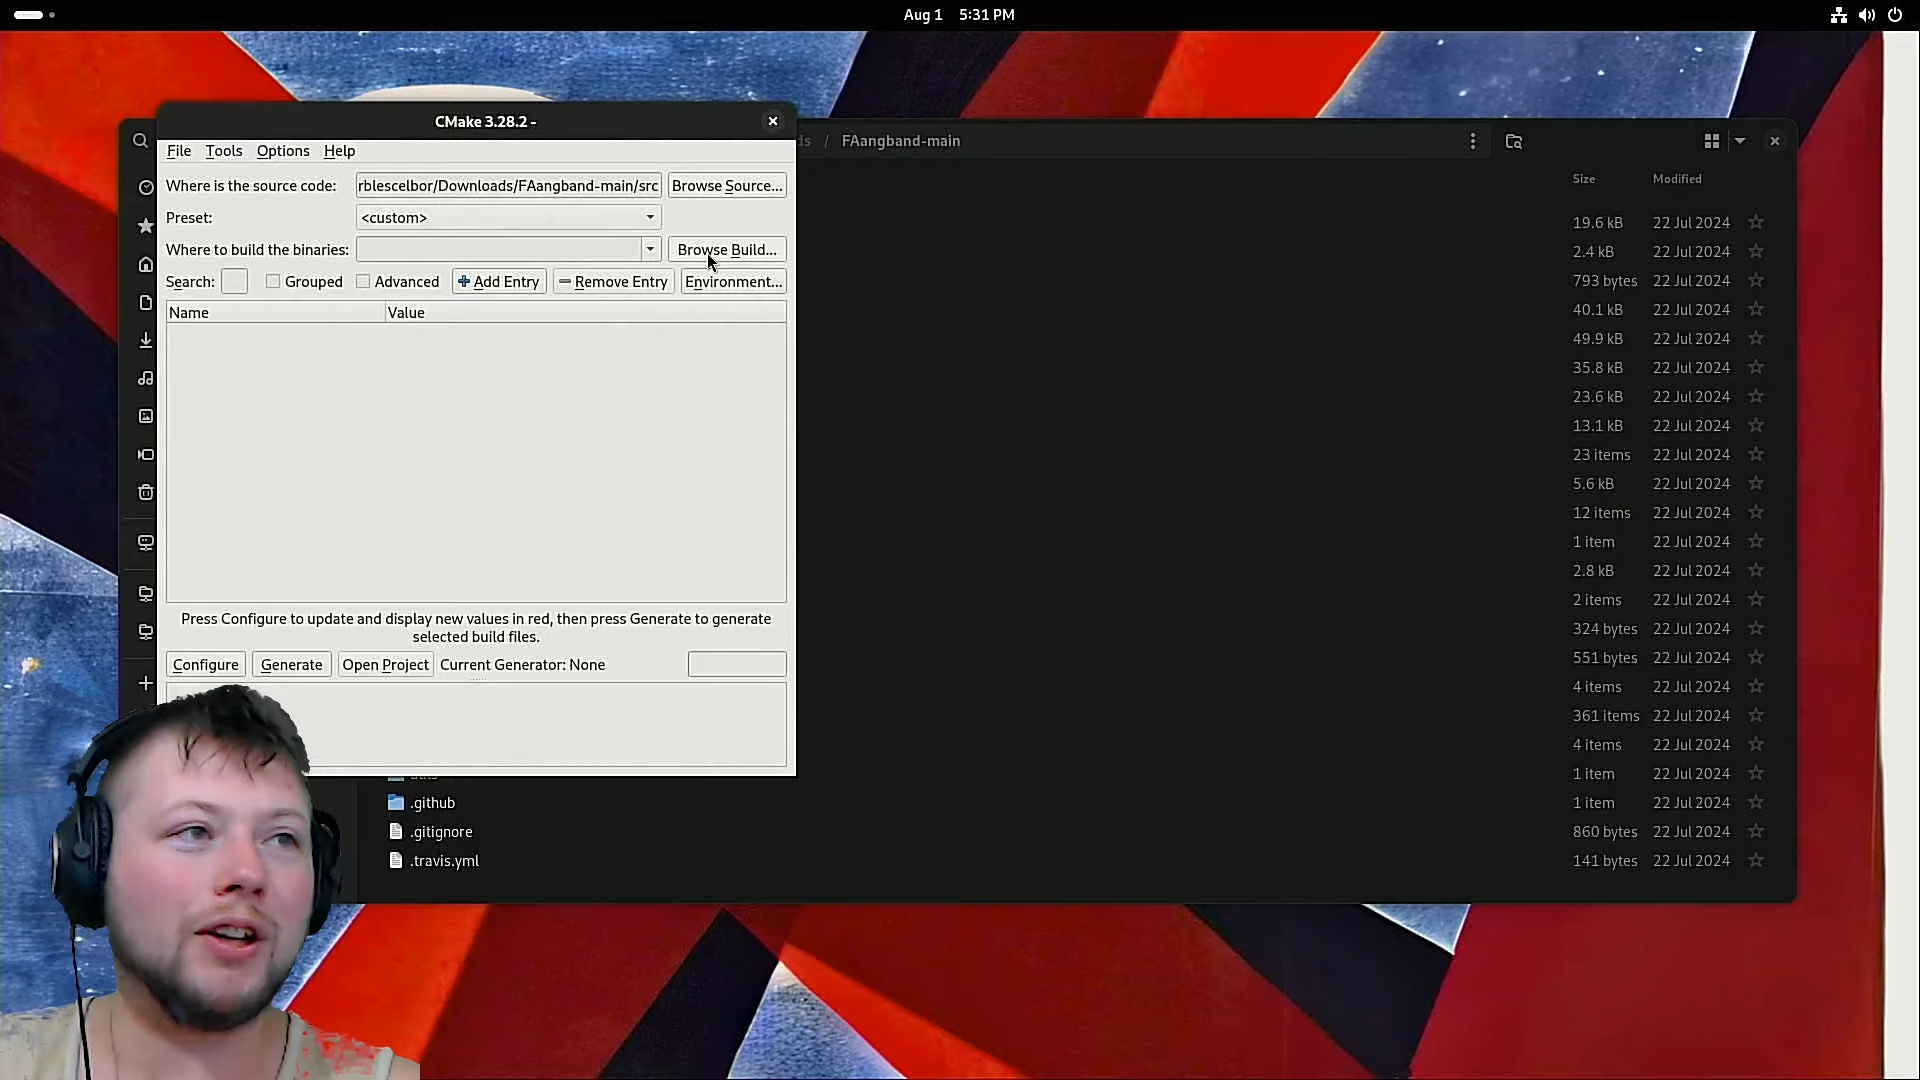 Aug 1 5:31 PM
CMake 3.28.2 -
ds / FAangband-main
File Tools Options Help
Where is the source code: rblescelbor/Downloads/FAangband-main/src Browse Source...
Preset: <custom>
Where to build the binaries: Browse Build...
Search: Grouped Advanced Add Entry Remove Entry Environment...
Name Value
Press Configure to update and display new values in red, then press Generate to generate
selected build files.
Configure Generate Open Project Current Generator: None
Size Modified
19.6 kB 22 Jul 2024
2.4 kB 22 Jul 2024
793 bytes 22 Jul 2024
40.1 kB 22 Jul 2024
49.9 kB 22 Jul 2024
35.8 kB 22 Jul 2024
23.6 kB 22 Jul 2024
13.1 kB 22 Jul 2024
23 items 22 Jul 2024
5.6 kB 22 Jul 2024
12 items 22 Jul 2024
1 item 22 Jul 2024
2.8 kB 22 Jul 2024
2 items 22 Jul 2024
324 bytes 22 Jul 2024
551 bytes 22 Jul 2024
4 items 22 Jul 2024
361 items 22 Jul 2024
4 items 22 Jul 2024
1 item 22 Jul 2024
.github 1 item 22 Jul 2024
.gitignore 860 bytes 22 Jul 2024
.travis.yml 141 bytes 22 Jul 2024